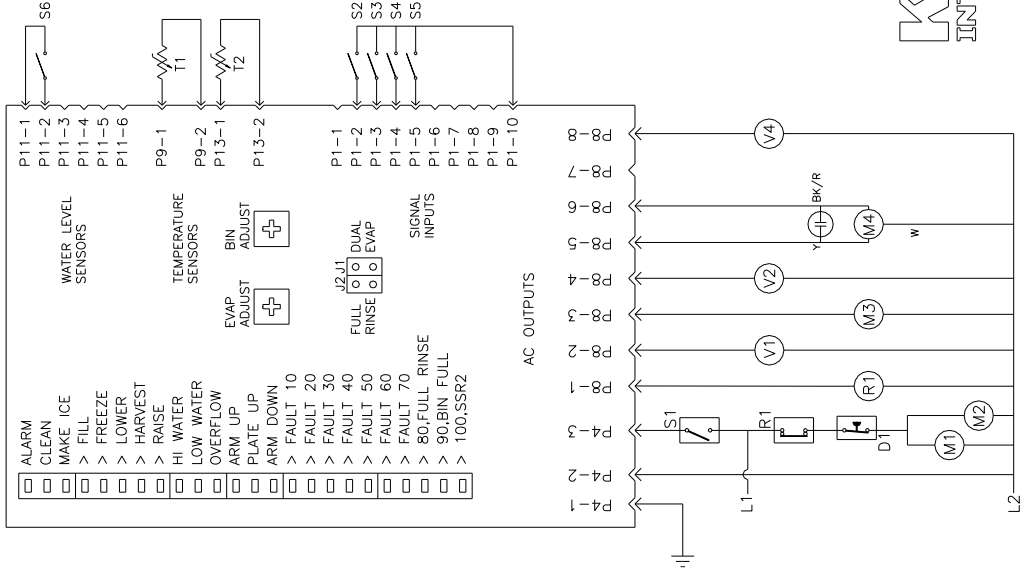 ALARM
CLEAN
MAKE ICE
> FILL
> FREEZE
> LOWER
> HARVEST
> RAISE
HI WATER
LOW WATER
OVERFLOW
ARM UP
PLATE UP
ARM DOWN
> FAULT 10
> FAULT 20
> FAULT 30
> FAULT 40
> FAULT 50
> FAULT 60
> FAULT 70
> 80,FULL RINSE
> 90,BIN FULL
> 100,SSR2
WATER LEVEL
SENSORS
TEMPERATURE
SENSORS
EVAP
ADJUST
BIN
ADJUST
FULL
RINSE
J2 J1
DUAL
EVAP
SIGNAL
INPUTS
AC OUTPUTS
P11-1
P11-2
P11-3
P11-4
P11-5
P11-6
P9-1
P9-2
P13-1
P13-2
P1-1
P1-2
P1-3
P1-4
P1-5
P1-6
P1-7
P1-8
P1-9
P1-10
S6
T1
T2
S2
S3
S4
S5
P4-1
P4-2
P4-3
P8-1
P8-2
P8-3
P8-4
P8-5
P8-6
P8-7
P8-8
L1
S1
R1
D1
M1
M2
R1
V1
M3
V2
Y
BK/R
M4
W
V4
L2